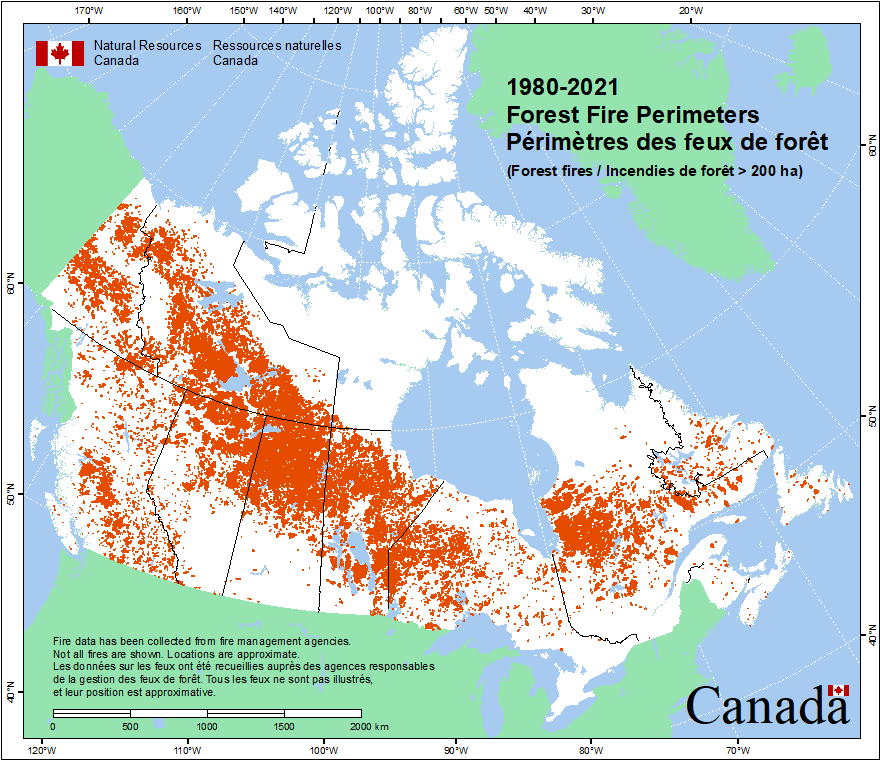 170°W 160°W 150°W 140°W 130°W 120°W 110°W 100°W 90°W 80°W 70°W 60°W 50°W 40°W 30°W 20°W
Natural Resources Ressources naturelles
Canada Canada
1980-2021
Forest Fire Perimeters
Périmètres des feux de forêt
(Forest fires / Incendies de forêt > 200 ha)
60°N
60°N
50°N
50°N
40°N
40°N
Fire data has been collected from fire management agencies.
Not all fires are shown. Locations are approximate.
Les données sur les feux ont été recueillies auprès des agences responsables
de la gestion des feux de forêt. Tous les feux ne sont pas illustrés,
et leur position est approximative.
0 500 1000 1500 2000 km
Canada
120°W 110°W 100°W 90°W 80°W 70°W